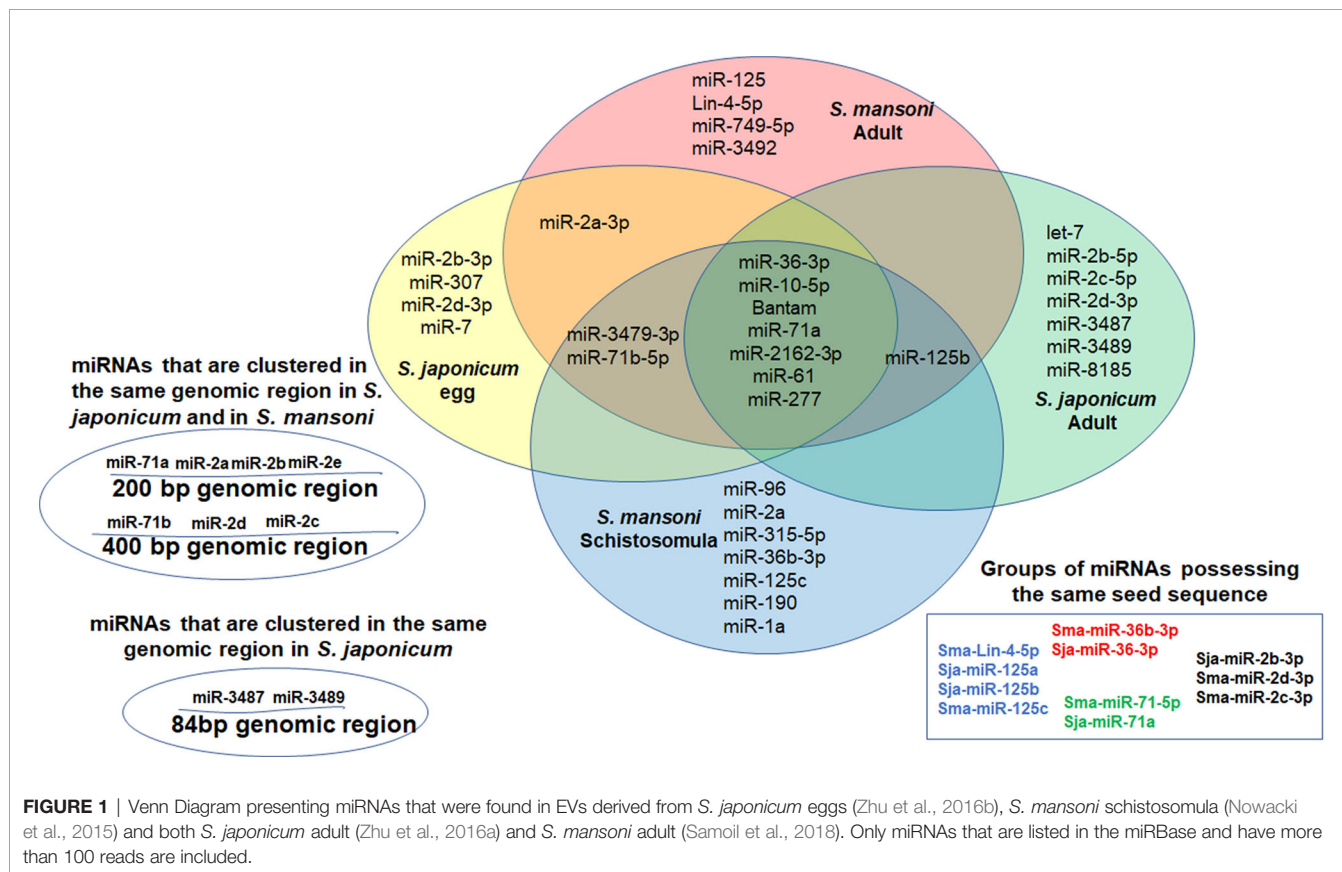 miR-125
Lin-4-5p
miR-749-5p
miR-3492
S. mansoni
Adult
miR-2a-3p
miR-2b-3p
miR-307
miR-2d-3p
miR-7
S. japonicum
egg
miR-3479-3p
miR-71b-5p
miR-36-3p
miR-10-5p
Bantam
miR-71a
miR-2162-3p
miR-61
miR-277
miR-125b
let-7
miR-2b-5p
miR-2c-5p
miR-2d-3p
miR-3487
miR-3489
miR-8185
S. japonicum
Adult
S. mansoni
Schistosomula
miR-96
miR-2a
miR-315-5p
miR-36b-3p
miR-125c
miR-190
miR-1a
miRNAs that are clustered in
the same genomic region in S.
japonicum and in S. mansoni
miR-71a miR-2a miR-2b miR-2e
200 bp genomic region
miR-71b miR-2d miR-2c
400 bp genomic region
miRNAs that are clustered in the same
genomic region in S. japonicum
miR-3487 miR-3489
84bp genomic region
Groups of miRNAs possessing
the same seed sequence
Sma-Lin-4-5p
Sja-miR-125a
Sja-miR-125b
Sma-miR-125c
Sma-miR-36b-3p
Sja-miR-36-3p
Sma-miR-71-5p
Sja-miR-71a
Sja-miR-2b-3p
Sma-miR-2d-3p
Sma-miR-2c-3p
FIGURE 1 | Venn Diagram presenting miRNAs that were found in EVs derived from S. japonicum eggs (Zhu et al., 2016b), S. mansoni schistosomula (Nowacki
et al., 2015) and both S. japonicum adult (Zhu et al., 2016a) and S. mansoni adult (Samoil et al., 2018). Only miRNAs that are listed in the miRBase and have more
than 100 reads are included.